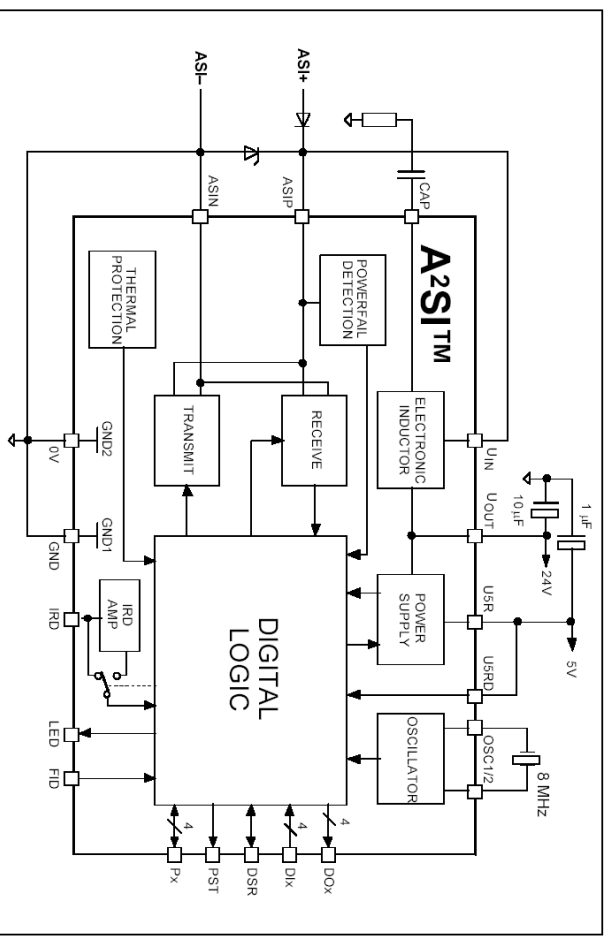 1 µF
10 µF
24V
5V
8 MHz
UIN
UOUT
U5R
U5RD
OSC1/2
ASI+
ASI–
CAP
ASIP
ASIN
A²SI™
ELECTRONIC
INDUCTOR
POWER
SUPPLY
OSCILLATOR
POWERFAIL
DETECTION
THERMAL
PROTECTION
RECEIVE
TRANSMIT
DIGITAL
LOGIC
IRD
AMP
4
4
4
DOx
DIx
DSR
PST
Px
GND2
0V
GND1
GND
IRD
LED
FID